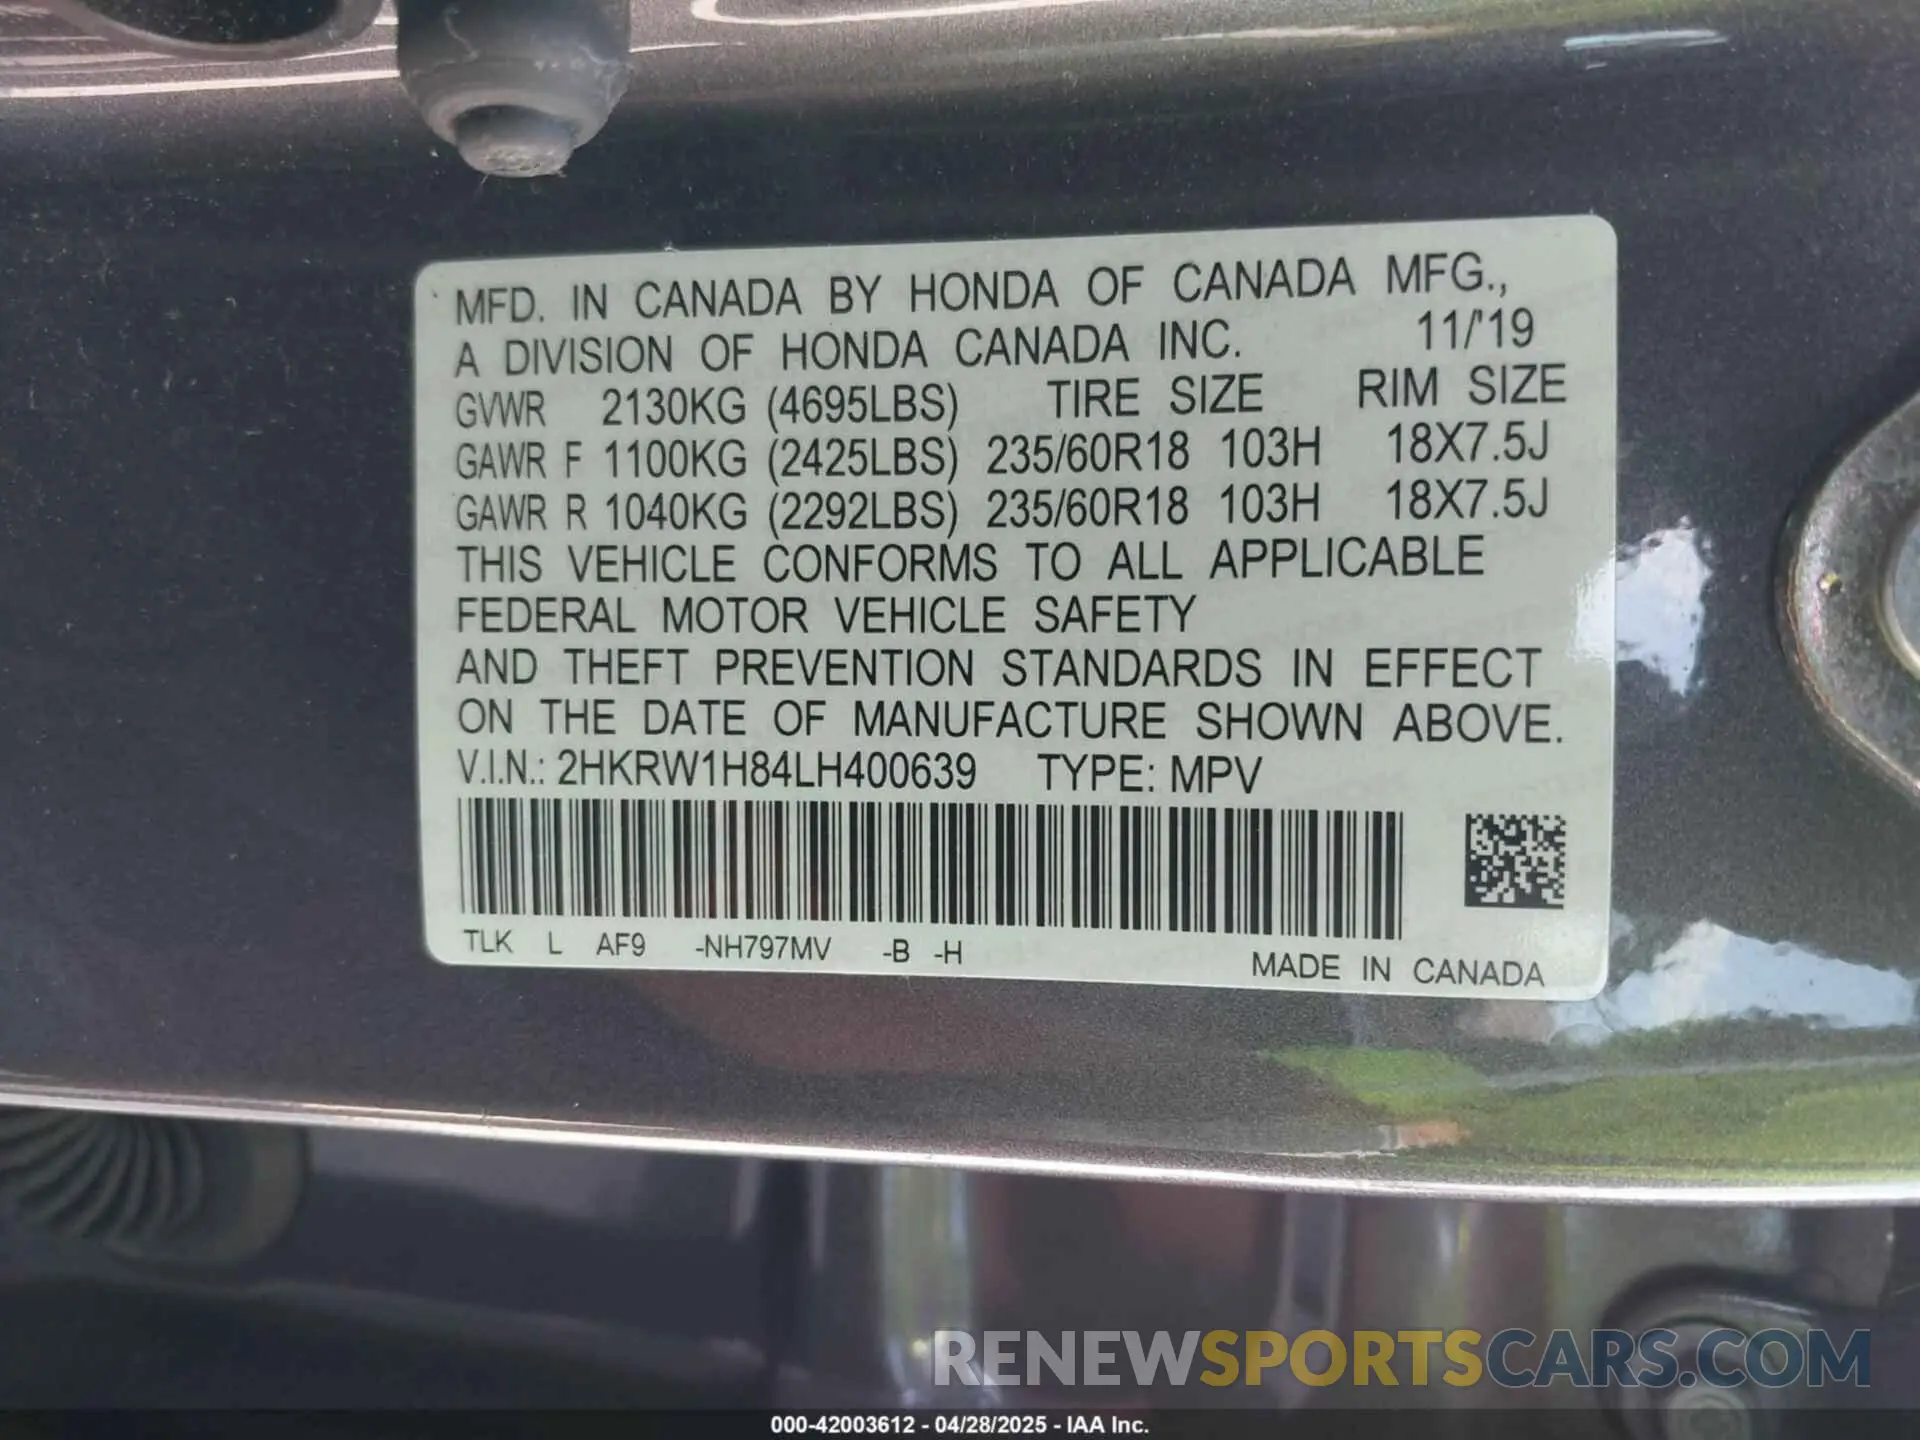 MFD. IN CANADA BY HONDA OF CANADA MFG.,
A DIVISION OF HONDA CANADA INC. 11/'19
GVWR 2130KG (4695LBS) TIRE SIZE RIM SIZE
GAWR F 1100KG (2425LBS) 235/60R18 103H 18X7.5J
GAWR R 1040KG (2292LBS) 235/60R18 103H 18X7.5J
THIS VEHICLE CONFORMS TO ALL APPLICABLE
FEDERAL MOTOR VEHICLE SAFETY
AND THEFT PREVENTION STANDARDS IN EFFECT
ON THE DATE OF MANUFACTURE SHOWN ABOVE.
V.I.N.: 2HKRW1H84LH400639 TYPE: MPV
TLK L AF9 -NH797MV -B -H MADE IN CANADA
RENEWSPORTSCARS.COM
000-42003612 - 04/28/2025 - IAA Inc.